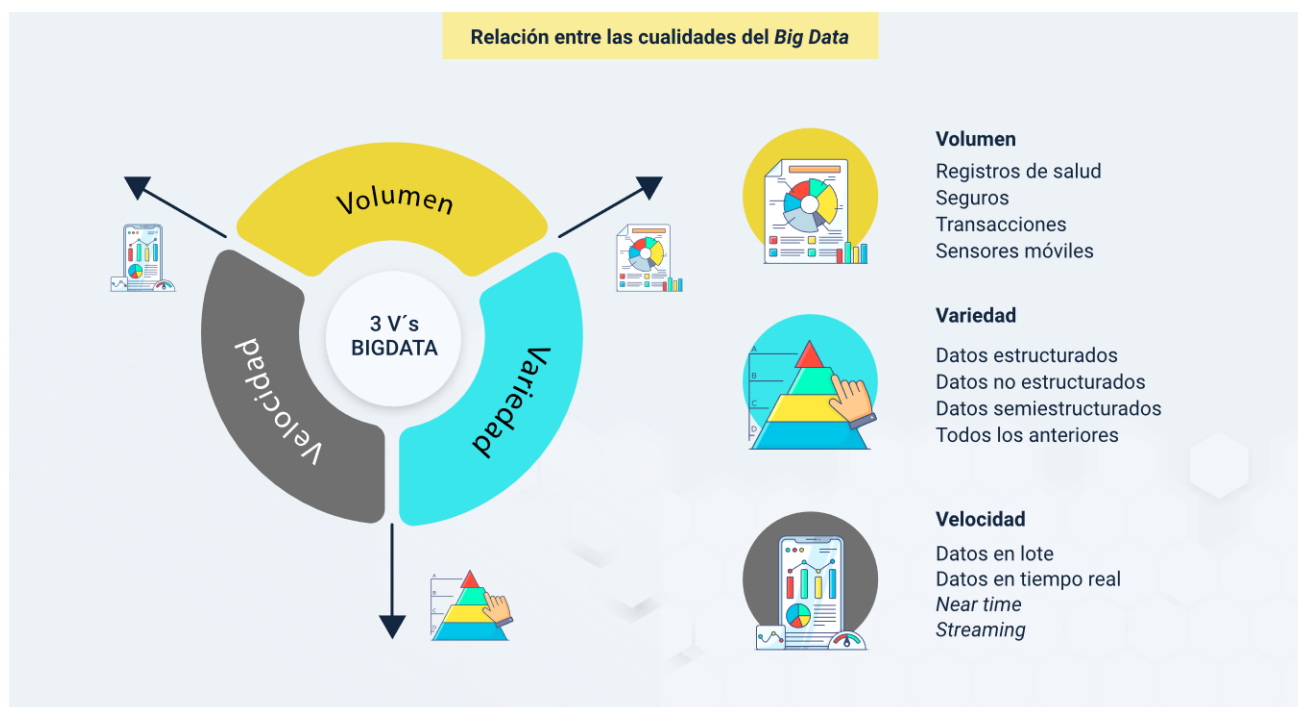 Relación entre las cualidades del Big Data
Volumen
Variedad
Velocidad
3 V´s
BIGDATA
A
B
C
D
Volumen
Registros de salud
Seguros
Transacciones
Sensores móviles
Variedad
A
B
C
D
Datos estructurados
Datos no estructurados
Datos semiestructurados
Todos los anteriores
Velocidad
Datos en lote
Datos en tiempo real
Near time
Streaming